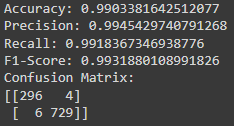 Accuracy: 0.9903381642512077
Precision: 0.9945429740791268
Recall: 0.9918367346938776
F1-Score: 0.9931880108991826
Confusion Matrix:
[[296   4]
 [  6 729]]